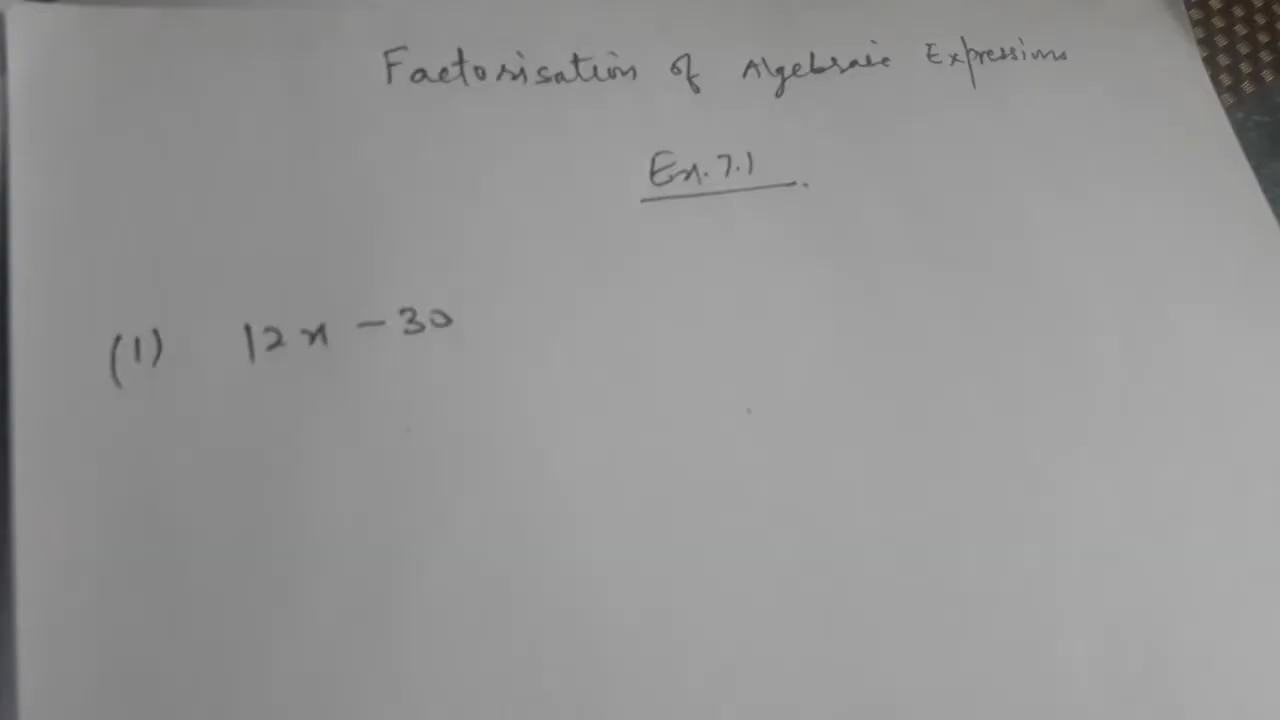 Factorisation of Algebraic Expressions
Ex. 7.1
(1) 12x - 30